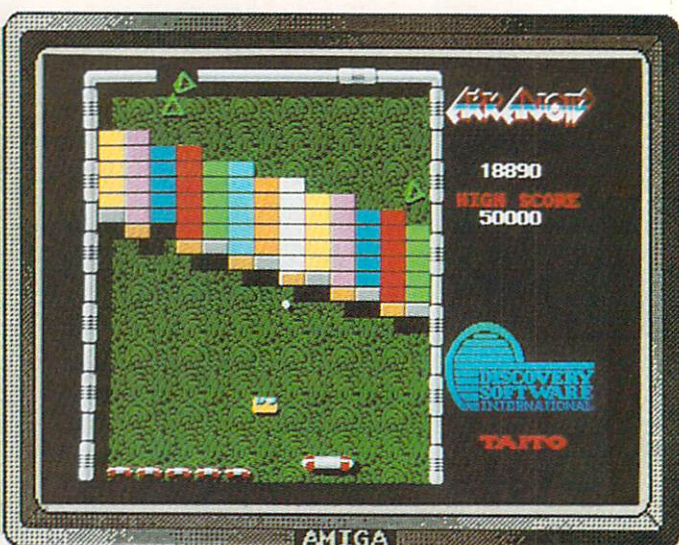 ARKANOID
18890
HIGH SCORE
50000
DISCOVERY
SOFTWARE
INTERNATIONAL
TAITO
AMIGA